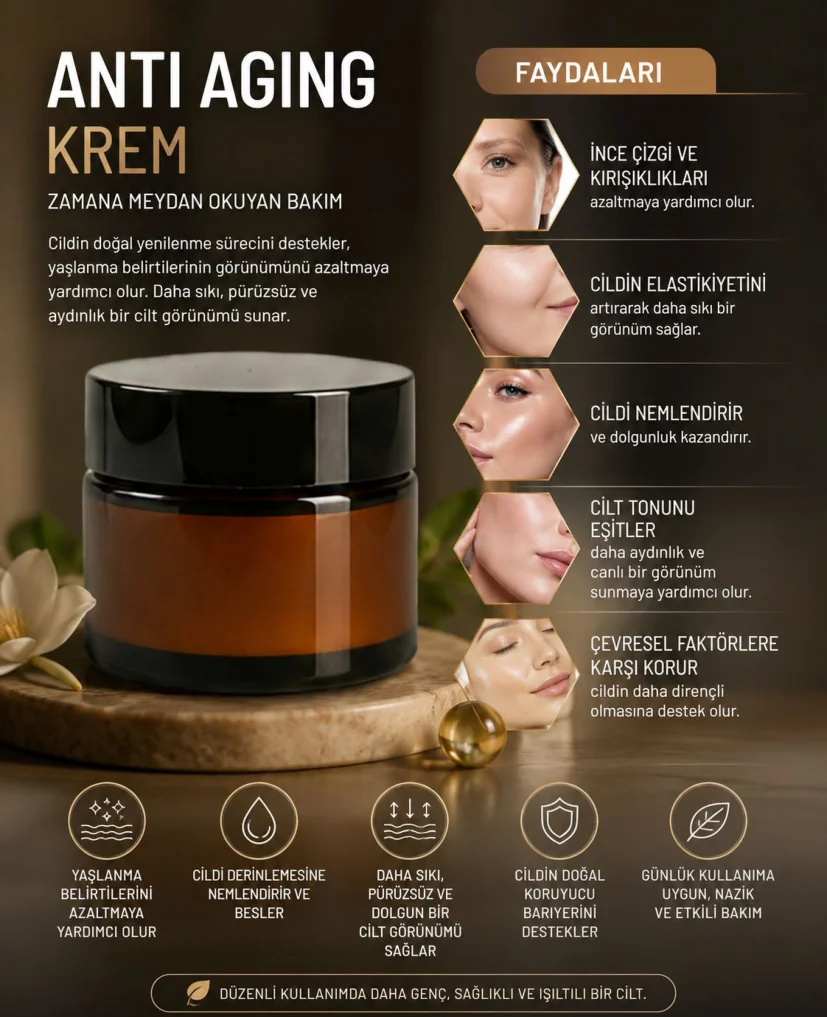 ANTI AGING
KREM
ZAMANA MEYDAN OKUYAN BAKIM
Cildin doğal yenilenme sürecini destekler,
yaşlanma belirtilerinin görünümünü azaltmaya
yardımcı olur. Daha sıkı, pürüzsüz ve
aydınlık bir cilt görünümü sunar.
FAYDALARI
İNCE ÇİZGİ VE
KIRIŞIKLIKLARI
azaltmaya yardımcı olur.
CİLDİN ELASTİKİYETİNİ
artırarak daha sıkı bir
görünüm sağlar.
CİLDİ NEMLENDİRİR
ve dolgunluk kazandırır.
CİLT TONUNU
EŞİTLER
daha aydınlık ve
canlı bir görünüm
sunmaya yardımcı olur.
ÇEVRESEL FAKTÖRLERE
KARŞI KORUR
cildin daha dirençli
olmasına destek olur.
YAŞLANMA
BELİRTİLERİNİ
AZALTMAYA
YARDIMCI OLUR
CİLDİ DERİNLEMESİNE
NEMLENDİRİR VE
BESLER
DAHA SIKI,
PÜRÜZSÜZ VE
DOLGUN BİR
CİLT GÖRÜNÜMÜ
SAĞLAR
CİLDİN DOĞAL
KORUYUCU
BARIYERİNİ
DESTEKLER
GÜNLÜK KULLANIMA
UYGUN, NAZİK
VE ETKİLİ BAKIM
DÜZENLİ KULLANIMDA DAHA GENÇ, SAĞLIKLI VE IŞILTILI BİR CİLT.